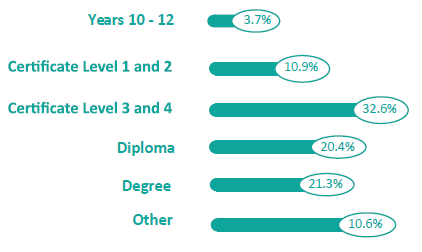 Years 10 - 12 3.7%
Certificate Level 1 and 2 10.9%
Certificate Level 3 and 4 32.6%
Diploma 20.4%
Degree 21.3%
Other 10.6%